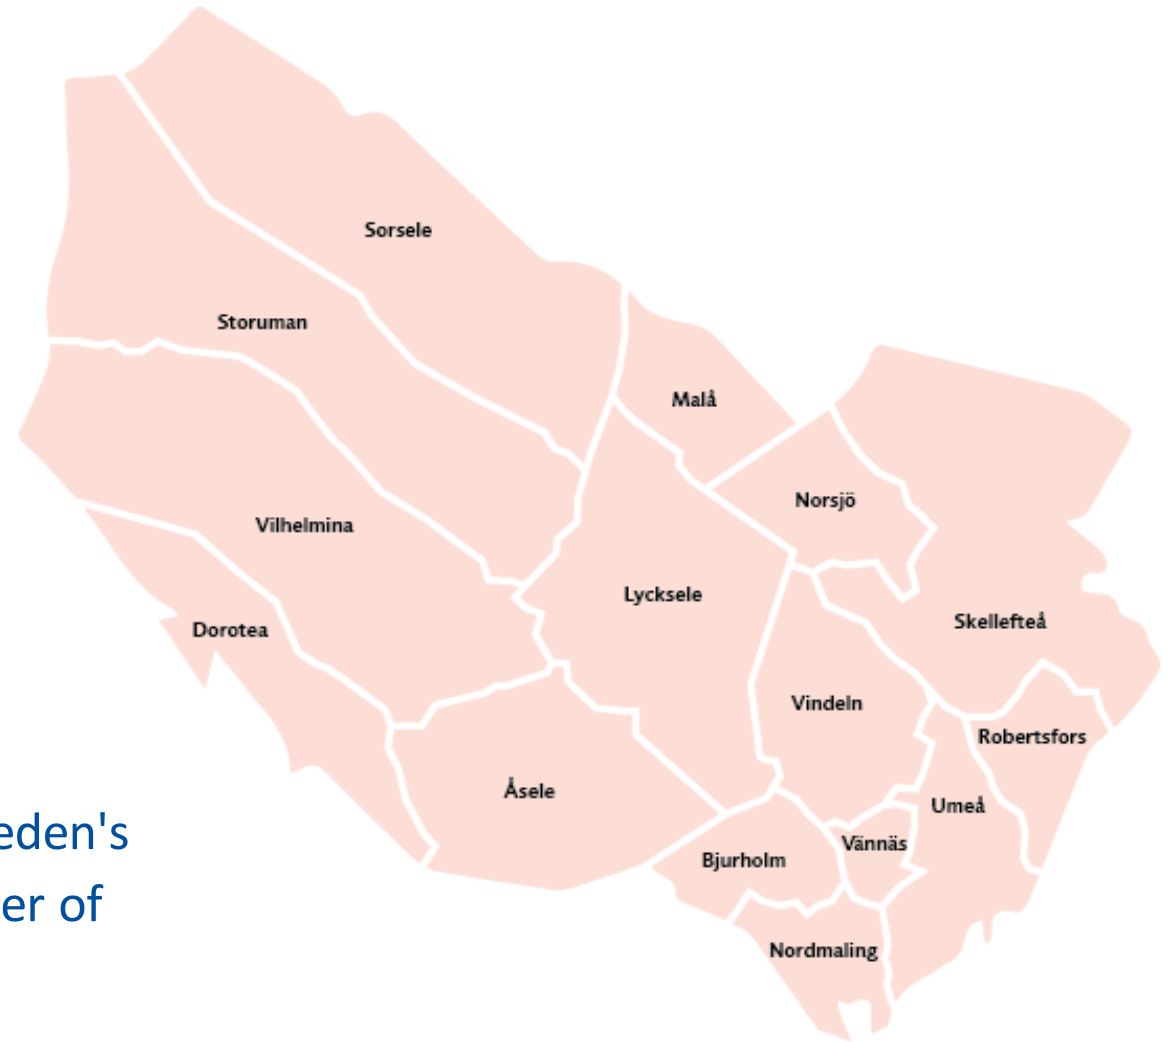 Sorsele
Storuman
Malå
Norsjö
Vilhelmina
Lycksele
Skellefteå
Dorotea
Vindeln
Robertsfors
Åsele
Umeå
eden's
Vännäs
Bjurholm
er of
Nordmaling